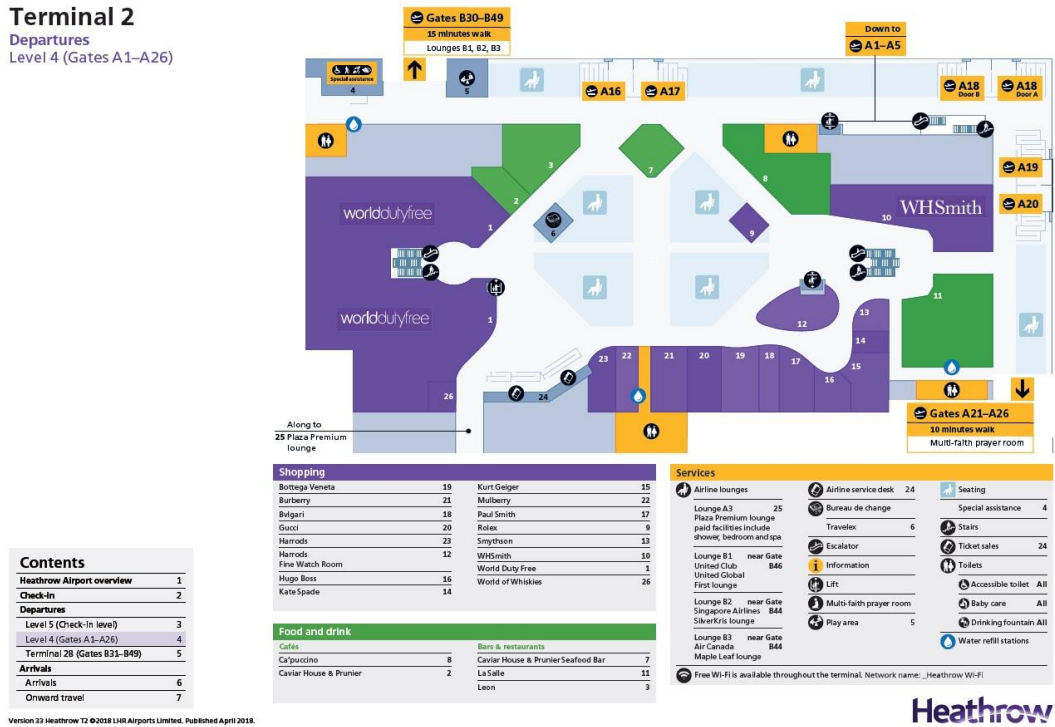 Terminal 2
Departures
Level 4 (Gates A1–A26)
Gates B30–B49
15 minutes walk
Lounges B1, B2, B3
Down to
A1–A5
Special assistance
4
5
A16
A17
A18
Door B
A18
Door A
A19
A20
worlddutyfree
1
2
3
6
7
8
9
10
WHSmith
11
worlddutyfree
1
12
13
14
15
16
17
18
19
20
21
22
23
24
26
Along to
25 Plaza Premium
lounge
Gates A21–A26
10 minutes walk
Multi-faith prayer room
Shopping
Bottega Veneta 19
Burberry 21
Bvlgari 18
Gucci 20
Harrods 23
Harrods 12
Fine Watch Room
Hugo Boss 16
Kate Spade 14
Kurt Geiger 15
Mulberry 22
Paul Smith 17
Rolex 9
Smythson 13
WHSmith 10
World Duty Free 1
World of Whiskies 26
Food and drink
Cafés
Ca'puccino 8
Caviar House & Prunier 2
Bars & restaurants
Caviar House & Prunier Seafood Bar 7
La Salle 11
Leon 3
Services
Airline lounges
Lounge A3 25
Plaza Premium lounge
paid facilities include
shower, bedroom and spa
Lounge B1 near Gate
United Club B46
United Global
First lounge
Lounge B2 near Gate
Singapore Airlines B44
SilverKris lounge
Lounge B3 near Gate
Air Canada B44
Maple Leaf lounge
Airline service desk 24
Bureau de change
Travelex 6
Escalator
Information
Lift
Multi-faith prayer room
Play area 5
Seating
Special assistance 4
Stairs
Ticket sales 24
Toilets
Accessible toilet All
Baby care All
Drinking fountain All
Water refill stations
Free Wi-Fi is available throughout the terminal. Network name: _Heathrow Wi-Fi
Contents
Heathrow Airport overview 1
Check-In 2
Departures
Level 5 (Check-in level) 3
Level 4 (Gates A1–A26) 4
Terminal 2B (Gates B31–B49) 5
Arrivals
Arrivals 6
Onward travel 7
Version 33 Heathrow T2 ©2018 LHR Airports Limited. Published April 2018.
Heathrow